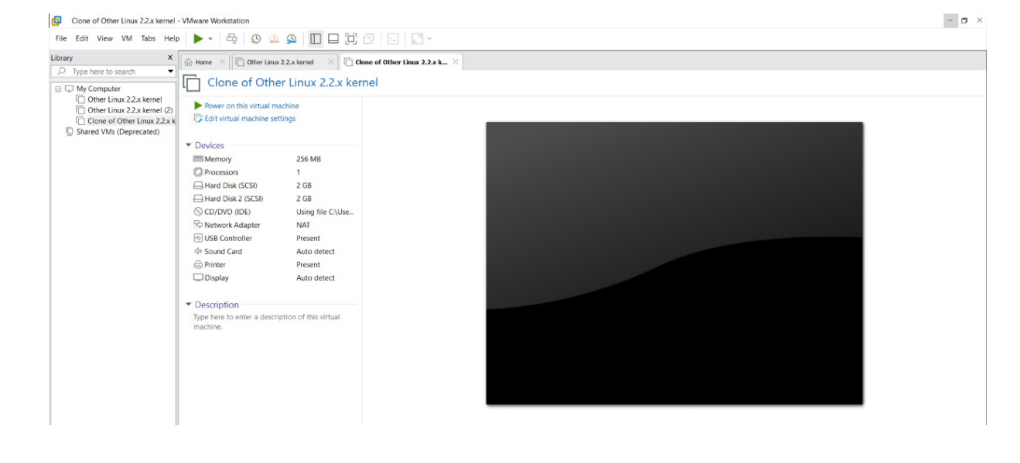 Clone of Other Linux 2.2.x kernel - VMware Workstation
File Edit View VM Tabs Help
Library
Type here to search
My Computer
Other Linux 2.2.x kernel
Other Linux 2.2.x kernel (2)
Clone of Other Linux 2.2.x k
Shared VMs (Deprecated)
Home
Other Linux 2.2.x kernel
Clone of Other Linux 2.2.x k...
Clone of Other Linux 2.2.x kernel
Power on this virtual machine
Edit virtual machine settings
Devices
Memory 256 MB
Processors 1
Hard Disk (SCSI) 2 GB
Hard Disk 2 (SCSI) 2 GB
CD/DVD (IDE) Using file C:\Use...
Network Adapter NAT
USB Controller Present
Sound Card Auto detect
Printer Present
Display Auto detect
Description
Type here to enter a description of this virtual
machine.